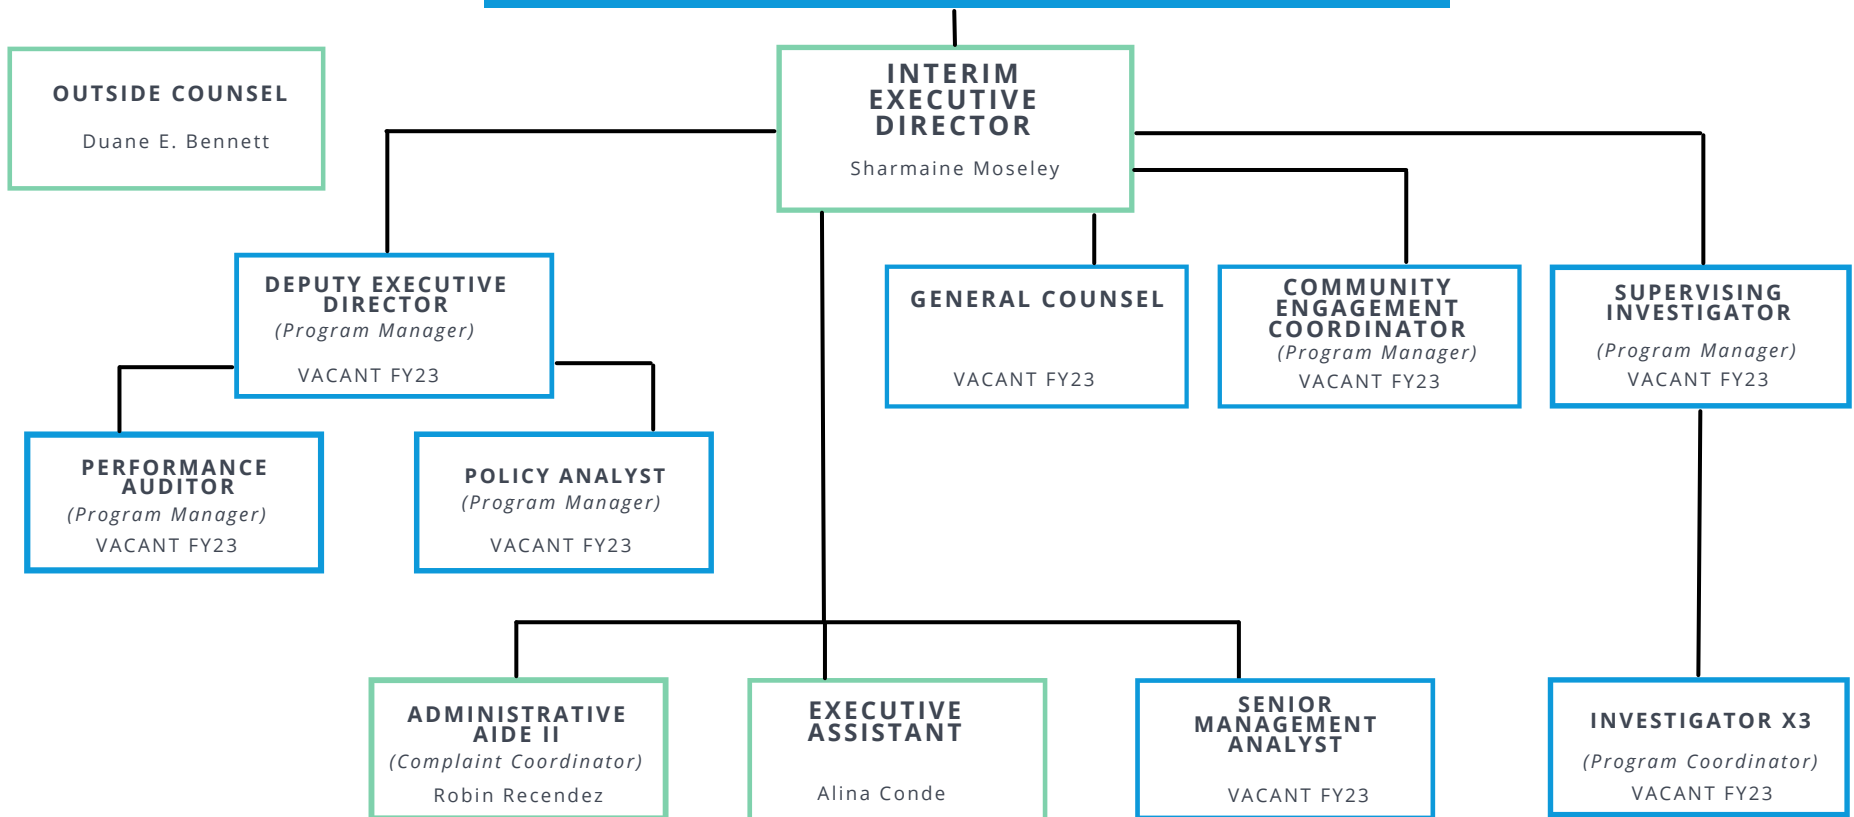 OUTSIDE COUNSEL
Duane E. Bennett
INTERIM
EXECUTIVE
DIRECTOR
Sharmaine Moseley
DEPUTY EXECUTIVE
DIRECTOR
(Program Manager)
VACANT FY23
GENERAL COUNSEL
VACANT FY23
COMMUNITY
ENGAGEMENT
COORDINATOR
(Program Manager)
VACANT FY23
SUPERVISING
INVESTIGATOR
(Program Manager)
VACANT FY23
PERFORMANCE
AUDITOR
(Program Manager)
VACANT FY23
POLICY ANALYST
(Program Manager)
VACANT FY23
ADMINISTRATIVE
AIDE II
(Complaint Coordinator)
Robin Recendez
EXECUTIVE
ASSISTANT
Alina Conde
SENIOR
MANAGEMENT
ANALYST
VACANT FY23
INVESTIGATOR X3
(Program Coordinator)
VACANT FY23